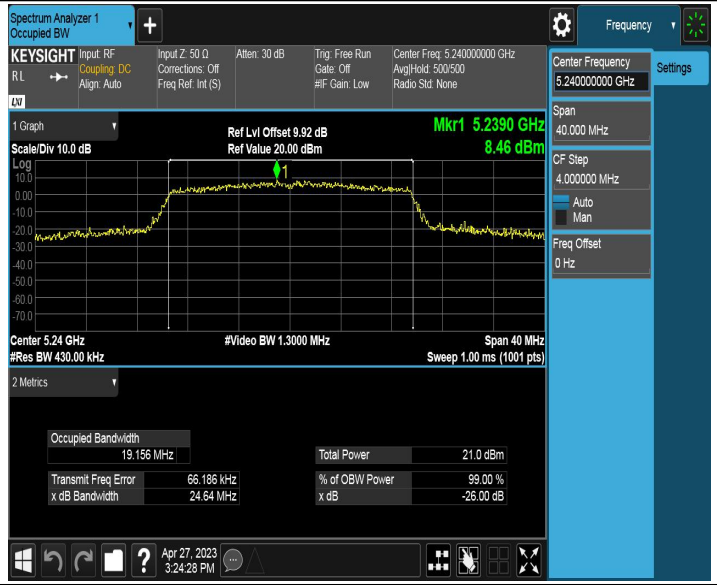 Spectrum Analyzer 1
Occupied BW
+
Frequency
KEYSIGHT
RL
LXI
Input: RF
Coupling: DC
Align: Auto
Input Z: 50 Ω
Corrections: Off
Freq Ref: Int (S)
Atten: 30 dB
Trig: Free Run
Gate: Off
#IF Gain: Low
Center Freq: 5.240000000 GHz
Avg|Hold: 500/500
Radio Std: None
Center Frequency
5.240000000 GHz
Settings
Span
40.000 MHz
CF Step
4.000000 MHz
Auto
Man
Freq Offset
0 Hz
1 Graph
Scale/Div 10.0 dB
Ref Lvl Offset 9.92 dB
Ref Value 20.00 dBm
Mkr1 5.2390 GHz
8.46 dBm
Log
10.0
0.00
-10.0
-20.0
-30.0
-40.0
-50.0
-60.0
-70.0
1
Center 5.24 GHz
#Video BW 1.3000 MHz
Span 40 MHz
#Res BW 430.00 kHz
Sweep 1.00 ms (1001 pts)
2 Metrics
Occupied Bandwidth
19.156 MHz
Total Power 21.0 dBm
Transmit Freq Error 66.186 kHz
% of OBW Power 99.00 %
x dB Bandwidth 24.64 MHz
x dB -26.00 dB
?
Apr 27, 2023
3:24:28 PM